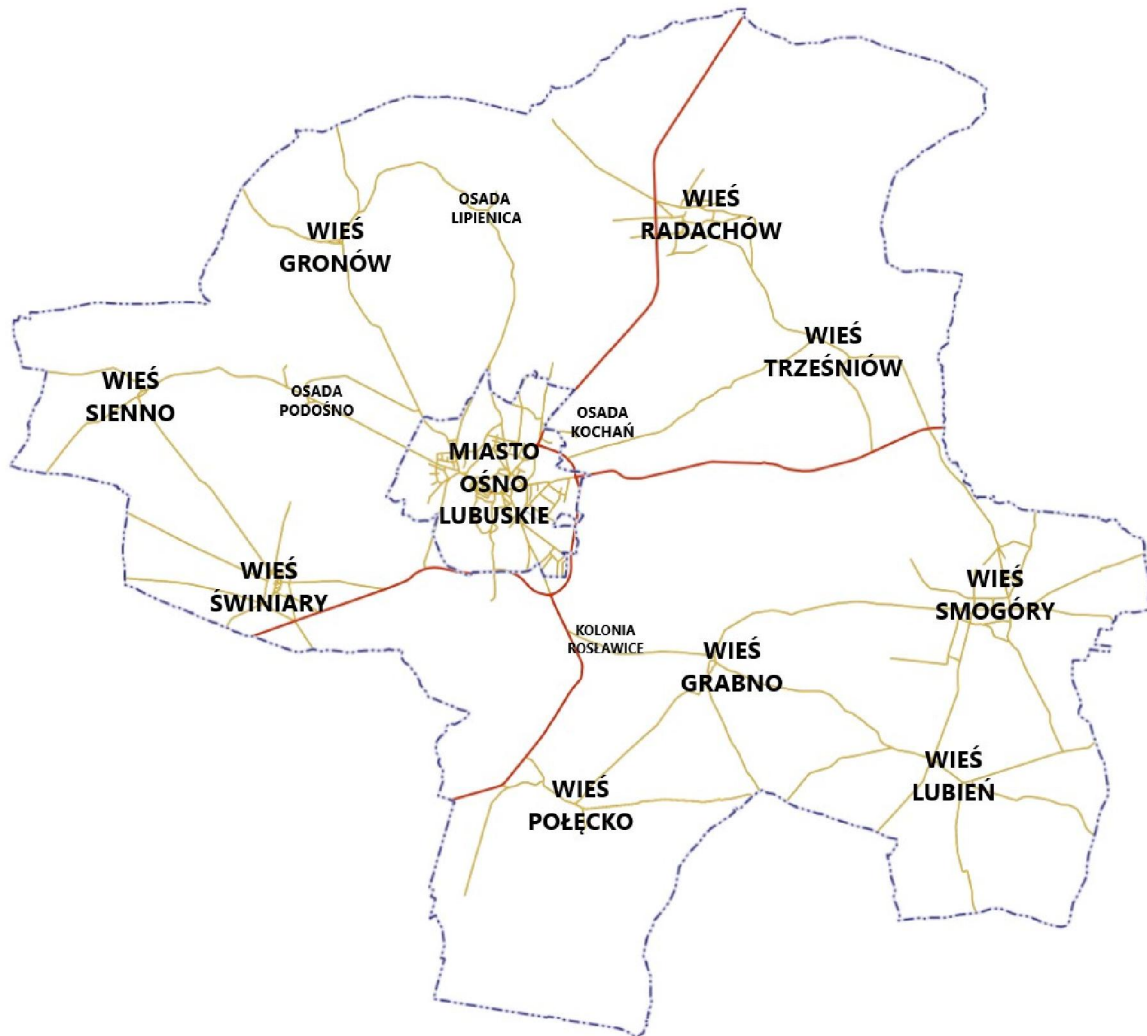 OSADA
LIPIENICA
WIEŚ
RADACHÓW
WIEŚ
GRONÓW
WIEŚ
TRZEŚNIÓW
WIEŚ
SIENNO
OSADA
PODOŚNO
OSADA
KOCHAŃ
MIASTO
OŚNO
LUBUSKIE
WIEŚ
ŚWINIARY
WIEŚ
SMOGÓRY
KOLONIA
ROSŁAWICE
WIEŚ
GRABNO
WIEŚ
LUBIEŃ
WIEŚ
POŁĘCKO